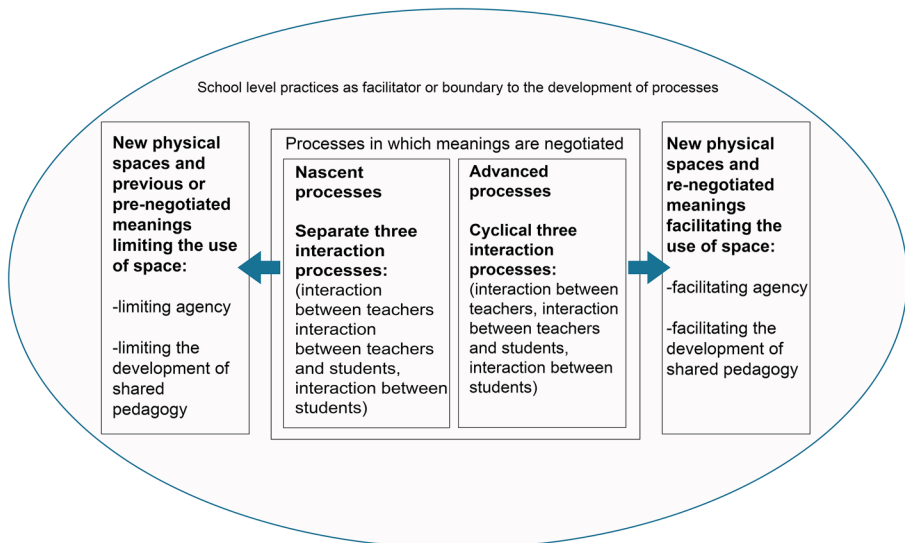 School level practices as facilitator or boundary to the development of processes
New physical
spaces and
previous or
pre-negotiated
meanings
limiting the use
of space:
-limiting agency
-limiting the
development of
shared
pedagogy
Processes in which meanings are negotiated
Nascent
processes
Separate three
interaction
processes:
(interaction
between teachers
interaction
between teachers
and students,
interaction between
students)
Advanced
processes
Cyclical three
interaction
processes:
(interaction between
teachers, interaction
between teachers
and students,
interaction between
students)
New physical
spaces and
re-negotiated
meanings
facilitating the
use of space:
-facilitating agency
-facilitating the
development of
shared pedagogy